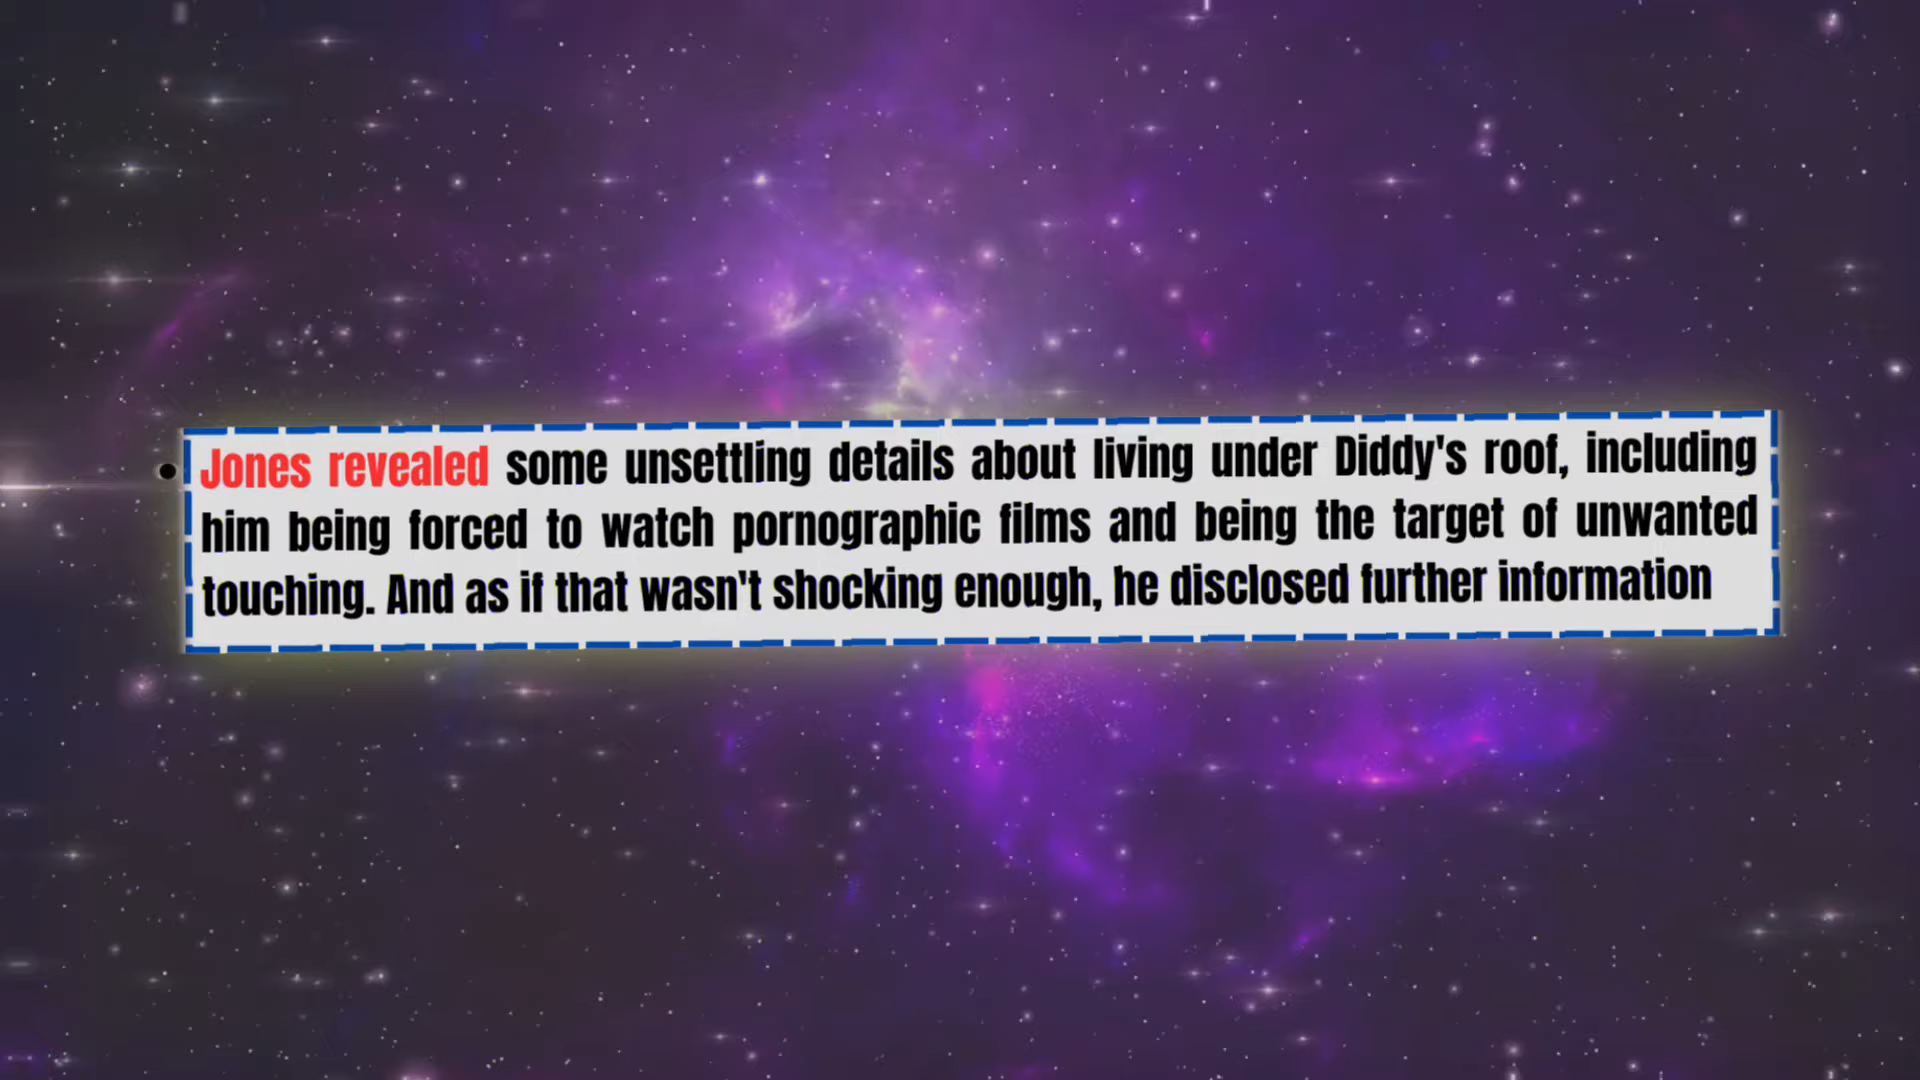 Jones revealed some unsettling details about living under Diddy's roof, including
him being forced to watch pornographic films and being the target of unwanted
touching. And as if that wasn't shocking enough, he disclosed further information